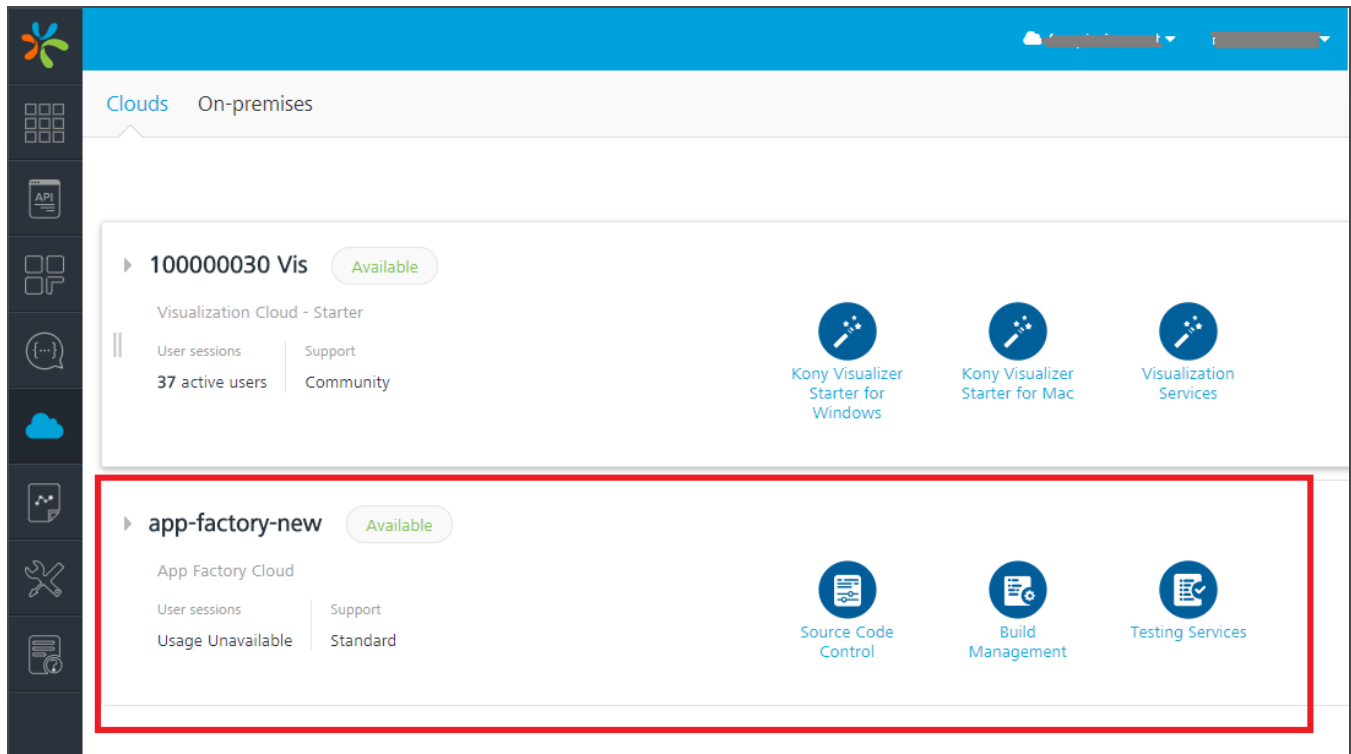 Clouds On-premises
API
100000030 Vis Available
Visualization Cloud - Starter
User sessions Support
37 active users Community
Kony Visualizer
Starter for
Windows
Kony Visualizer
Starter for Mac
Visualization
Services
app-factory-new Available
App Factory Cloud
User sessions Support
Usage Unavailable Standard
Source Code
Control
Build
Management
Testing Services